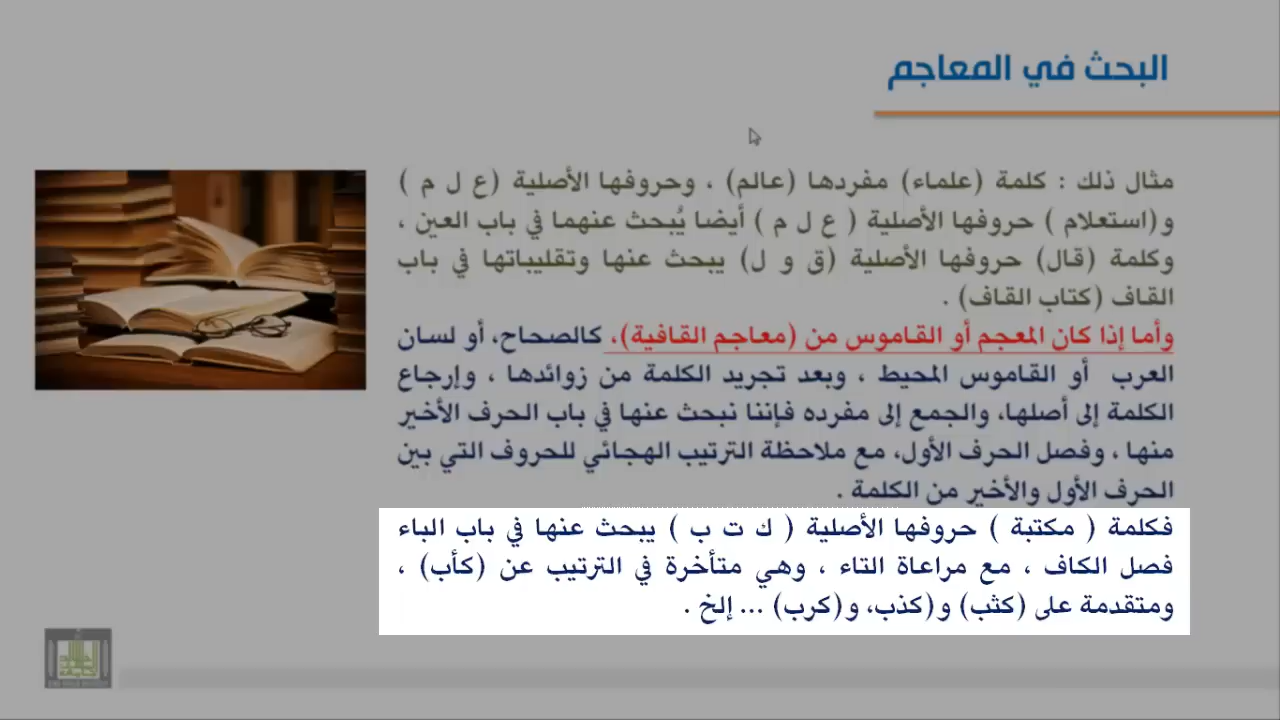 البحث في المعاجم
مثال ذلك : كلمة (علماء) مفردها (عالم) ، وحروفها الأصلية (ع ل م )
و(استعلام ) حروفها الأصلية ( ع ل م ) أيضا يُبحث عنهما في باب العين ،
وكلمة (قال) حروفها الأصلية (ق و ل) يبحث عنها وتقليباتها في باب
القاف (كتاب القاف) .
وأما إذا كان المعجم أو القاموس من (معاجم القافية)، كالصحاح، أو لسان
العرب أو القاموس المحيط ، وبعد تجريد الكلمة من زوائدها ، وإرجاع
الكلمة إلى أصلها، والجمع إلى مفرده فإننا نبحث عنها في باب الحرف الأخير
منها ، وفصل الحرف الأول، مع ملاحظة الترتيب الهجائي للحروف التي بين
الحرف الأول والأخير من الكلمة .
فكلمة ( مكتبة ) حروفها الأصلية ( ك ت ب ) يبحث عنها في باب الباء
فصل الكاف ، مع مراعاة التاء ، وهي متأخرة في الترتيب عن (كأب) ،
ومتقدمة على (كثب) و(كذب، و(كرب) ... إلخ .